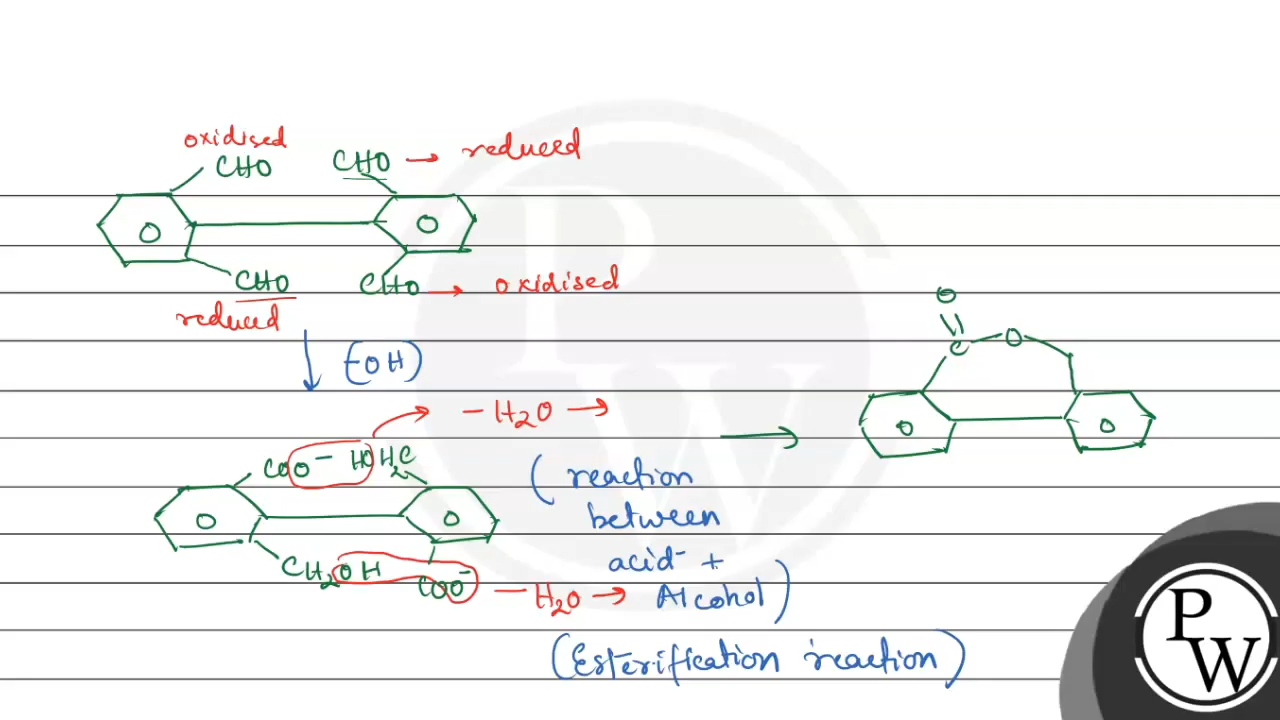 oxidised
CHO CHO → reduced
O O
CHO CHO → oxidised
reduced
(-OH)
- H2O →
COO- HOH2C
O O
CH2OH COO- - H2O →
(reaction
between
acid- +
Alcohol)
(Esterification reaction)
O
C O
O O
P
W
P
W